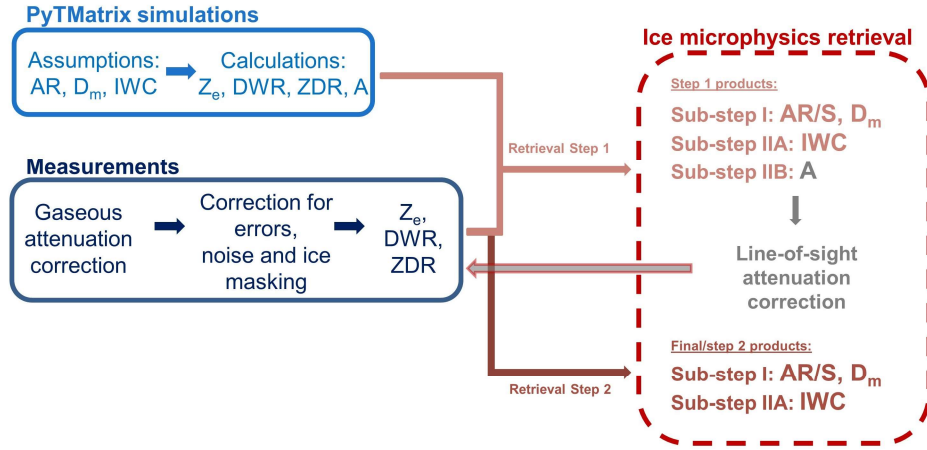 PyTMatrix simulations
Assumptions:
AR, Dm, IWC
Calculations:
Ze, DWR, ZDR, A
Measurements
Gaseous
attenuation
correction
Correction for
errors,
noise and ice
masking
Ze,
DWR,
ZDR
Retrieval Step 1
Retrieval Step 2
Ice microphysics retrieval
Step 1 products:
Sub-step I: AR/S, Dm
Sub-step IIA: IWC
Sub-step IIB: A
Line-of-sight
attenuation
correction
Final/step 2 products:
Sub-step I: AR/S, Dm
Sub-step IIA: IWC